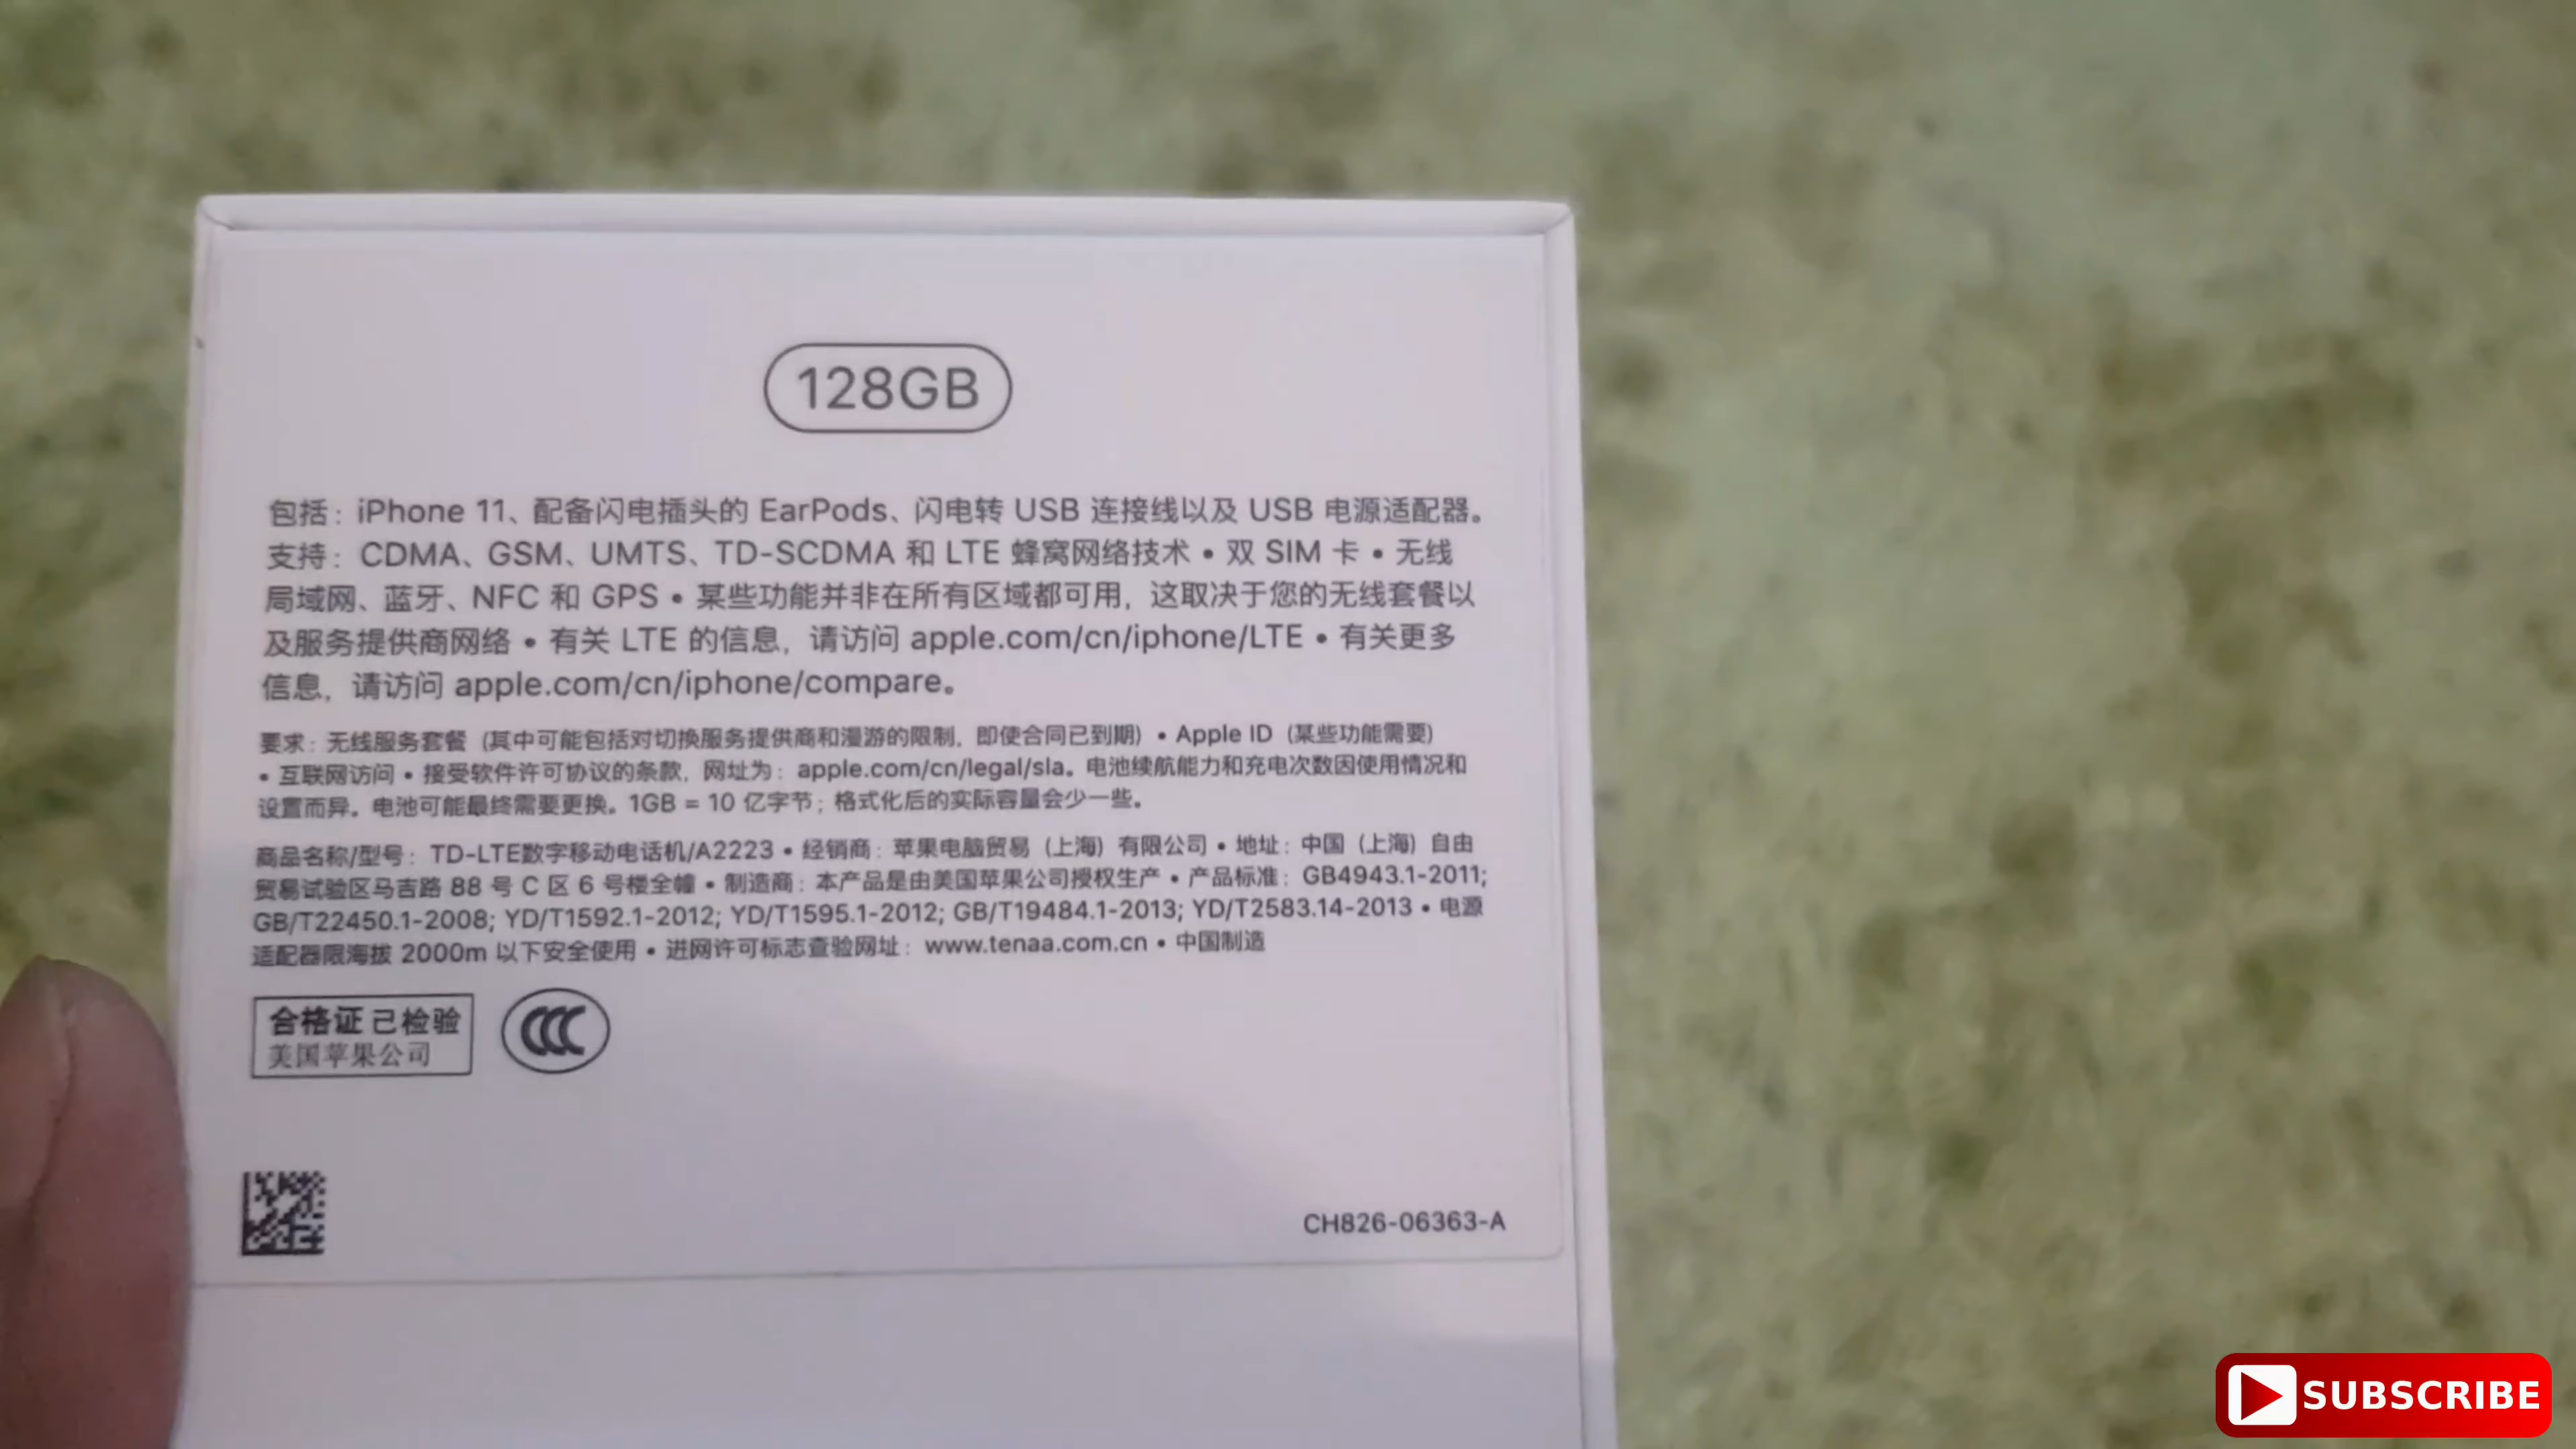 128GB
包括：iPhone 11、配备闪电插头的 EarPods、闪电转 USB 连接线以及 USB 电源适配器。
支持：CDMA、GSM、UMTS、TD-SCDMA 和 LTE 蜂窝网络技术 • 双 SIM 卡 • 无线
局域网、蓝牙、NFC 和 GPS • 某些功能并非在所有区域都可用，这取决于您的无线套餐以
及服务提供商网络 • 有关 LTE 的信息，请访问 apple.com/cn/iphone/LTE • 有关更多
信息，请访问 apple.com/cn/iphone/compare。
要求：无线服务套餐（其中可能包括对切换服务提供商和漫游的限制，即使合同已到期）• Apple ID（某些功能需要）
• 互联网访问 • 接受软件许可协议的条款，网址为：apple.com/cn/legal/sla。电池续航能力和充电次数因使用情况和
设置而异。电池可能最终需要更换。1GB = 10 亿字节；格式化后的实际容量会少一些。
商品名称/型号：TD-LTE数字移动电话机/A2223 • 经销商：苹果电脑贸易（上海）有限公司 • 地址：中国（上海）自由
贸易试验区马吉路 88 号 C 区 6 号楼全幢 • 制造商：本产品是由美国苹果公司授权生产 • 产品标准：GB4943.1-2011;
GB/T22450.1-2008; YD/T1592.1-2012; YD/T1595.1-2012; GB/T19484.1-2013; YD/T2583.14-2013 • 电源
适配器限海拔 2000m 以下安全使用 • 进网许可标志查验网址：www.tenaa.com.cn • 中国制造
合格证 已检验
美国苹果公司
CCC
CH826-06363-A
SUBSCRIBE